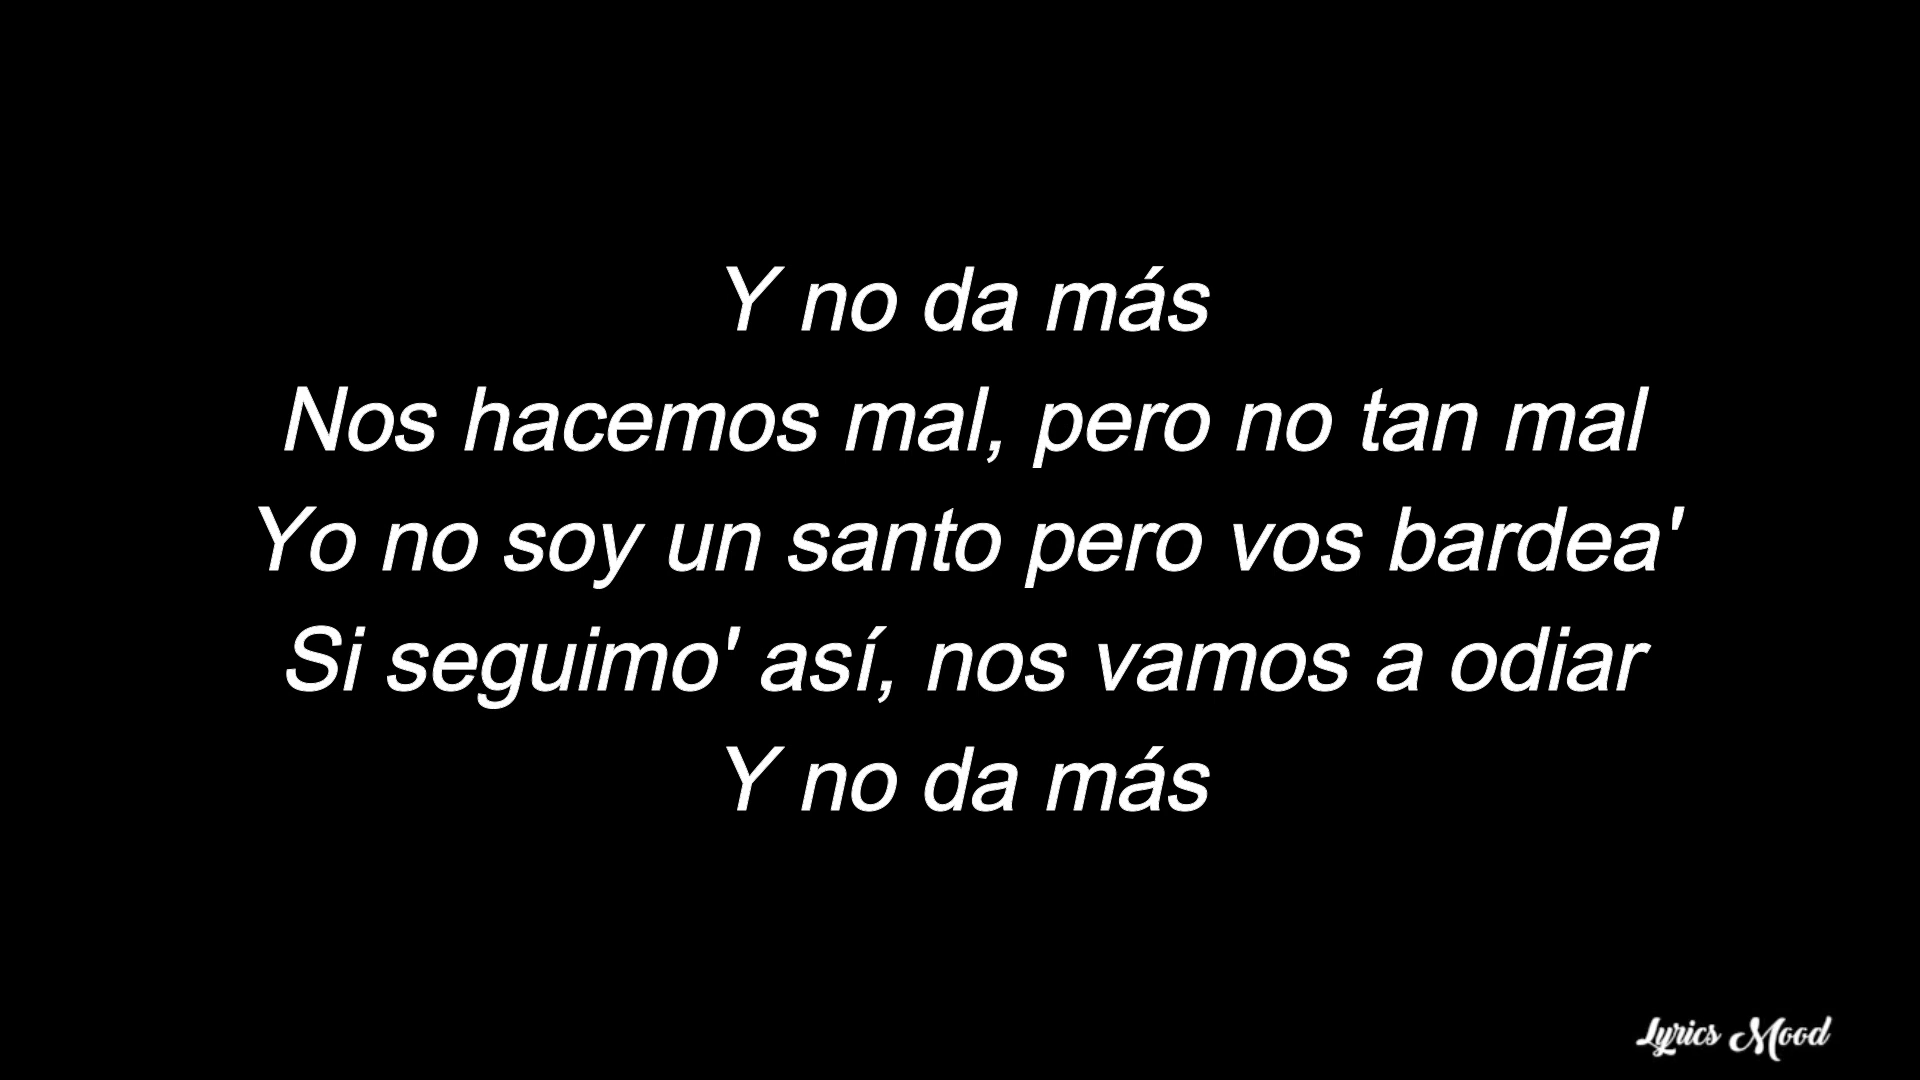 Y no da más
Nos hacemos mal, pero no tan mal
Yo no soy un santo pero vos bardea'
Si seguimo' así, nos vamos a odiar
Y no da más
Lyrics Mood